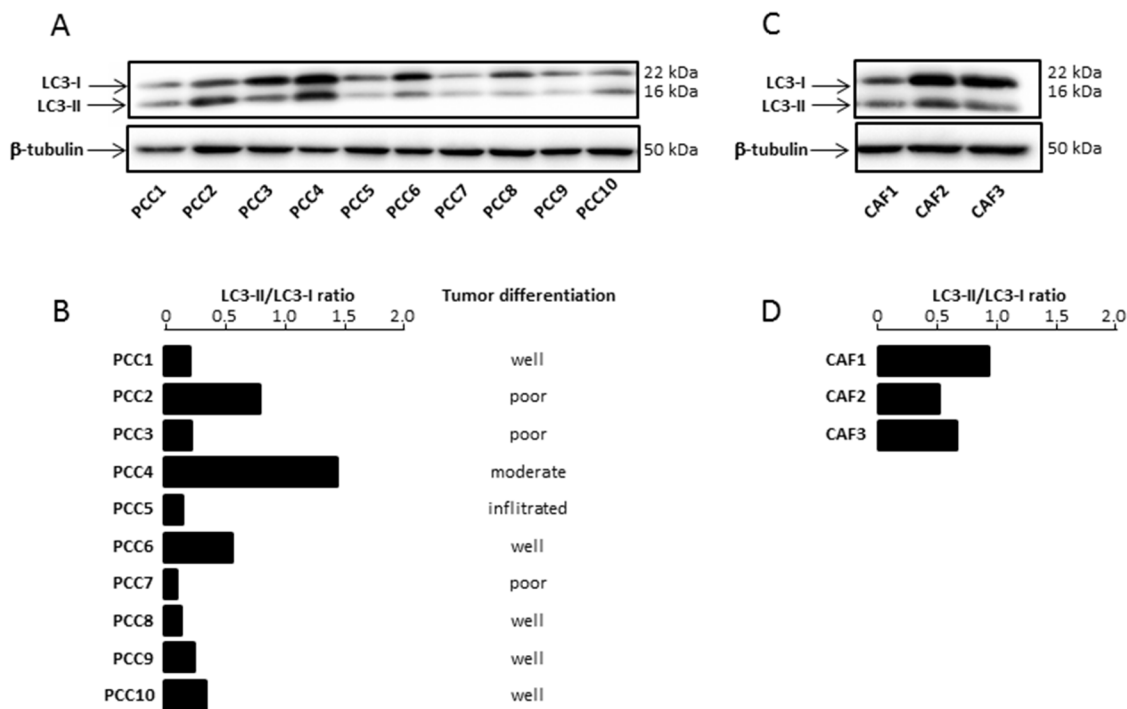 A
LC3-I
LC3-II
22 kDa
16 kDa
β-tubulin
50 kDa
PCC1 PCC2 PCC3 PCC4 PCC5 PCC6 PCC7 PCC8 PCC9 PCC10
C
LC3-I
LC3-II
22 kDa
16 kDa
β-tubulin
50 kDa
CAF1 CAF2 CAF3
B
LC3-II/LC3-I ratio Tumor differentiation
0 0.5 1.0 1.5 2.0
PCC1 well
PCC2 poor
PCC3 poor
PCC4 moderate
PCC5 inflitrated
PCC6 well
PCC7 poor
PCC8 well
PCC9 well
PCC10 well
D
LC3-II/LC3-I ratio
0 0.5 1.0 1.5 2.0
CAF1
CAF2
CAF3